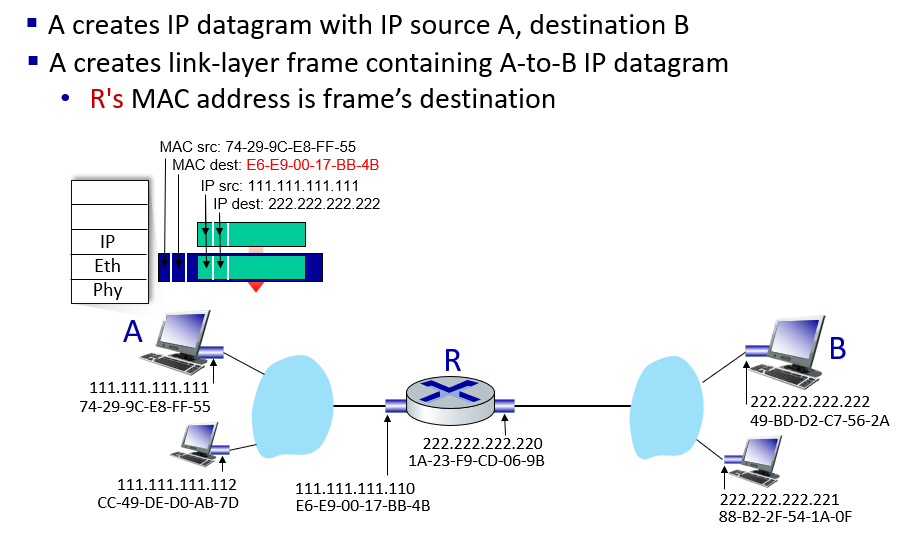 A creates IP datagram with IP source A, destination B
A creates link-layer frame containing A-to-B IP datagram
R's MAC address is frame’s destination
MAC src: 74-29-9C-E8-FF-55
MAC dest: E6-E9-00-17-BB-4B
IP src: 111.111.111.111
IP dest: 222.222.222.222
IP
Eth
Phy
A
R
B
111.111.111.111
74-29-9C-E8-FF-55
222.222.222.222
49-BD-D2-C7-56-2A
222.222.222.220
1A-23-F9-CD-06-9B
111.111.111.112
CC-49-DE-D0-AB-7D
111.111.111.110
E6-E9-00-17-BB-4B
222.222.222.221
88-B2-2F-54-1A-0F